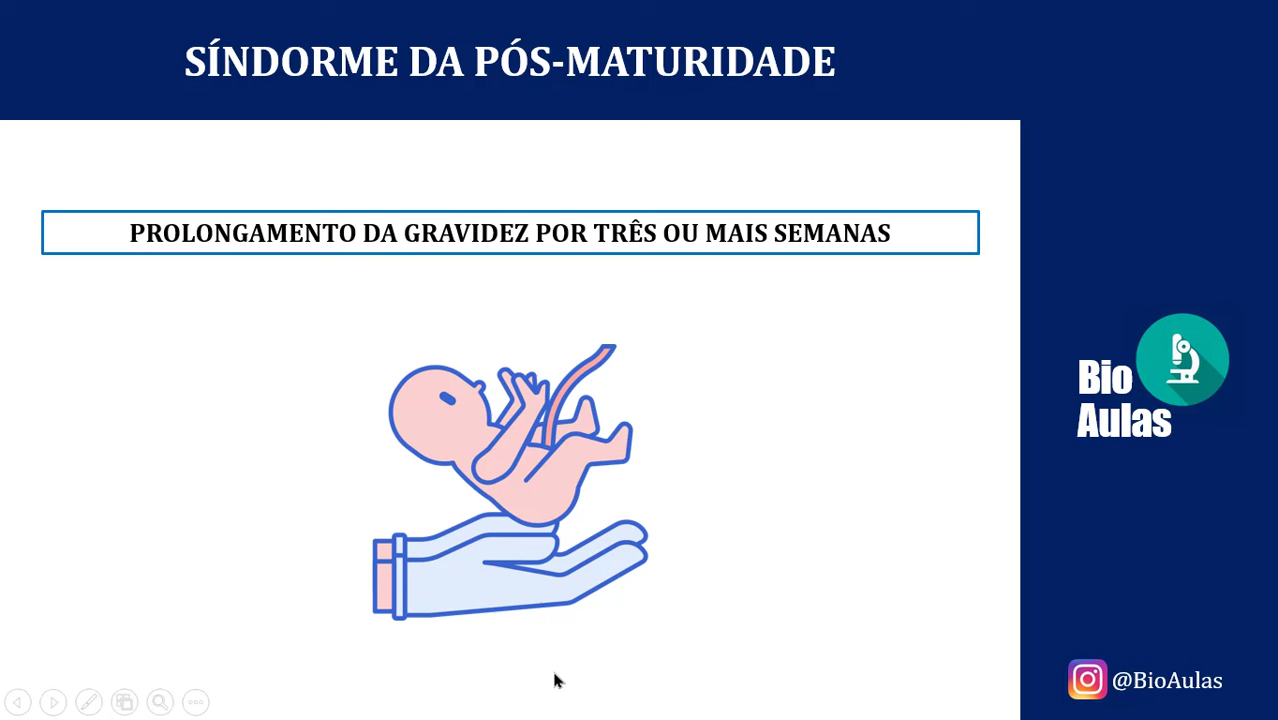 SÍNDORME DA PÓS-MATURIDADE
PROLONGAMENTO DA GRAVIDEZ POR TRÊS OU MAIS SEMANAS
Bio
Aulas
@BioAulas